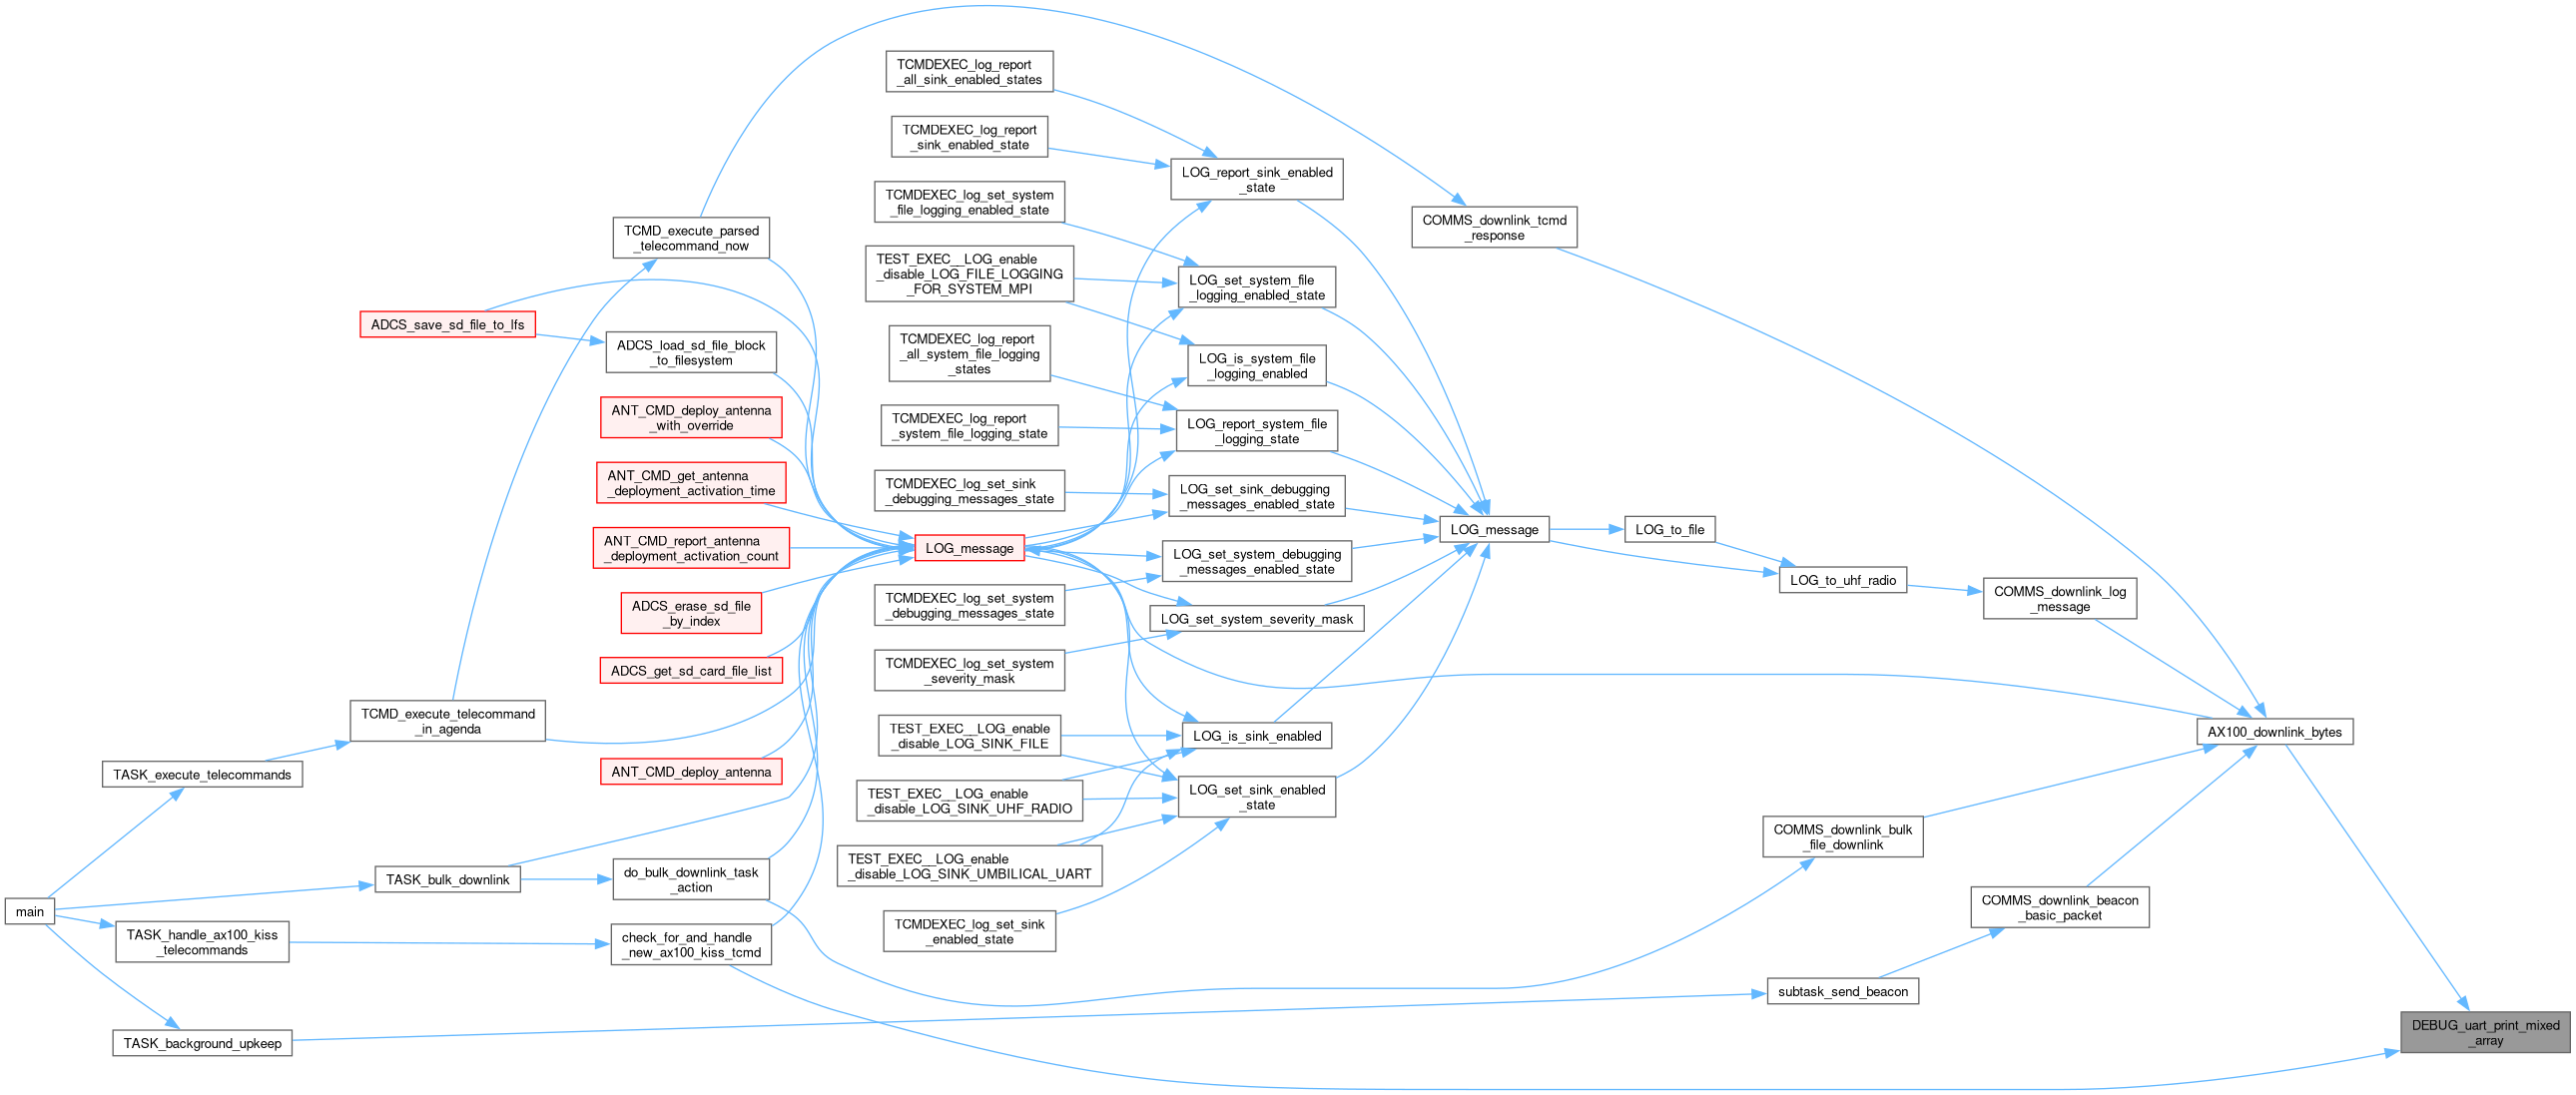 TCMDEXEC_log_report
_all_sink_enabled_states
TCMDEXEC_log_report
_sink_enabled_state
LOG_report_sink_enabled
_state
TCMDEXEC_log_set_system
_file_logging_enabled_state
COMMS_downlink_tcmd
_response
TCMD_execute_parsed
_telecommand_now
TEST_EXEC__LOG_enable
_disable_LOG_FILE_LOGGING
_FOR_SYSTEM_MPI
LOG_set_system_file
_logging_enabled_state
ADCS_save_sd_file_to_lfs
ADCS_load_sd_file_block
_to_filesystem
TCMDEXEC_log_report
_all_system_file_logging
_states
LOG_is_system_file
_logging_enabled
ANT_CMD_deploy_antenna
_with_override
TCMDEXEC_log_report
_system_file_logging_state
LOG_report_system_file
_logging_state
ANT_CMD_get_antenna
_deployment_activation_time
TCMDEXEC_log_set_sink
_debugging_messages_state
LOG_set_sink_debugging
_messages_enabled_state
LOG_message
LOG_to_file
ANT_CMD_report_antenna
_deployment_activation_count
LOG_message
LOG_set_system_debugging
_messages_enabled_state
LOG_to_uhf_radio
COMMS_downlink_log
_message
ADCS_erase_sd_file
_by_index
TCMDEXEC_log_set_system
_debugging_messages_state
LOG_set_system_severity_mask
ADCS_get_sd_card_file_list
TCMDEXEC_log_set_system
_severity_mask
TCMD_execute_telecommand
_in_agenda
TEST_EXEC__LOG_enable
_disable_LOG_SINK_FILE
LOG_is_sink_enabled
AX100_downlink_bytes
TASK_execute_telecommands
ANT_CMD_deploy_antenna
TEST_EXEC__LOG_enable
_disable_LOG_SINK_UHF_RADIO
LOG_set_sink_enabled
_state
COMMS_downlink_bulk
_file_downlink
TEST_EXEC__LOG_enable
_disable_LOG_SINK_UMBILICAL_UART
TASK_bulk_downlink
do_bulk_downlink_task
_action
main
COMMS_downlink_beacon
_basic_packet
TCMDEXEC_log_set_sink
_enabled_state
TASK_handle_ax100_kiss
_telecommands
check_for_and_handle
_new_ax100_kiss_tcmd
subtask_send_beacon
TASK_background_upkeep
DEBUG_uart_print_mixed
_array